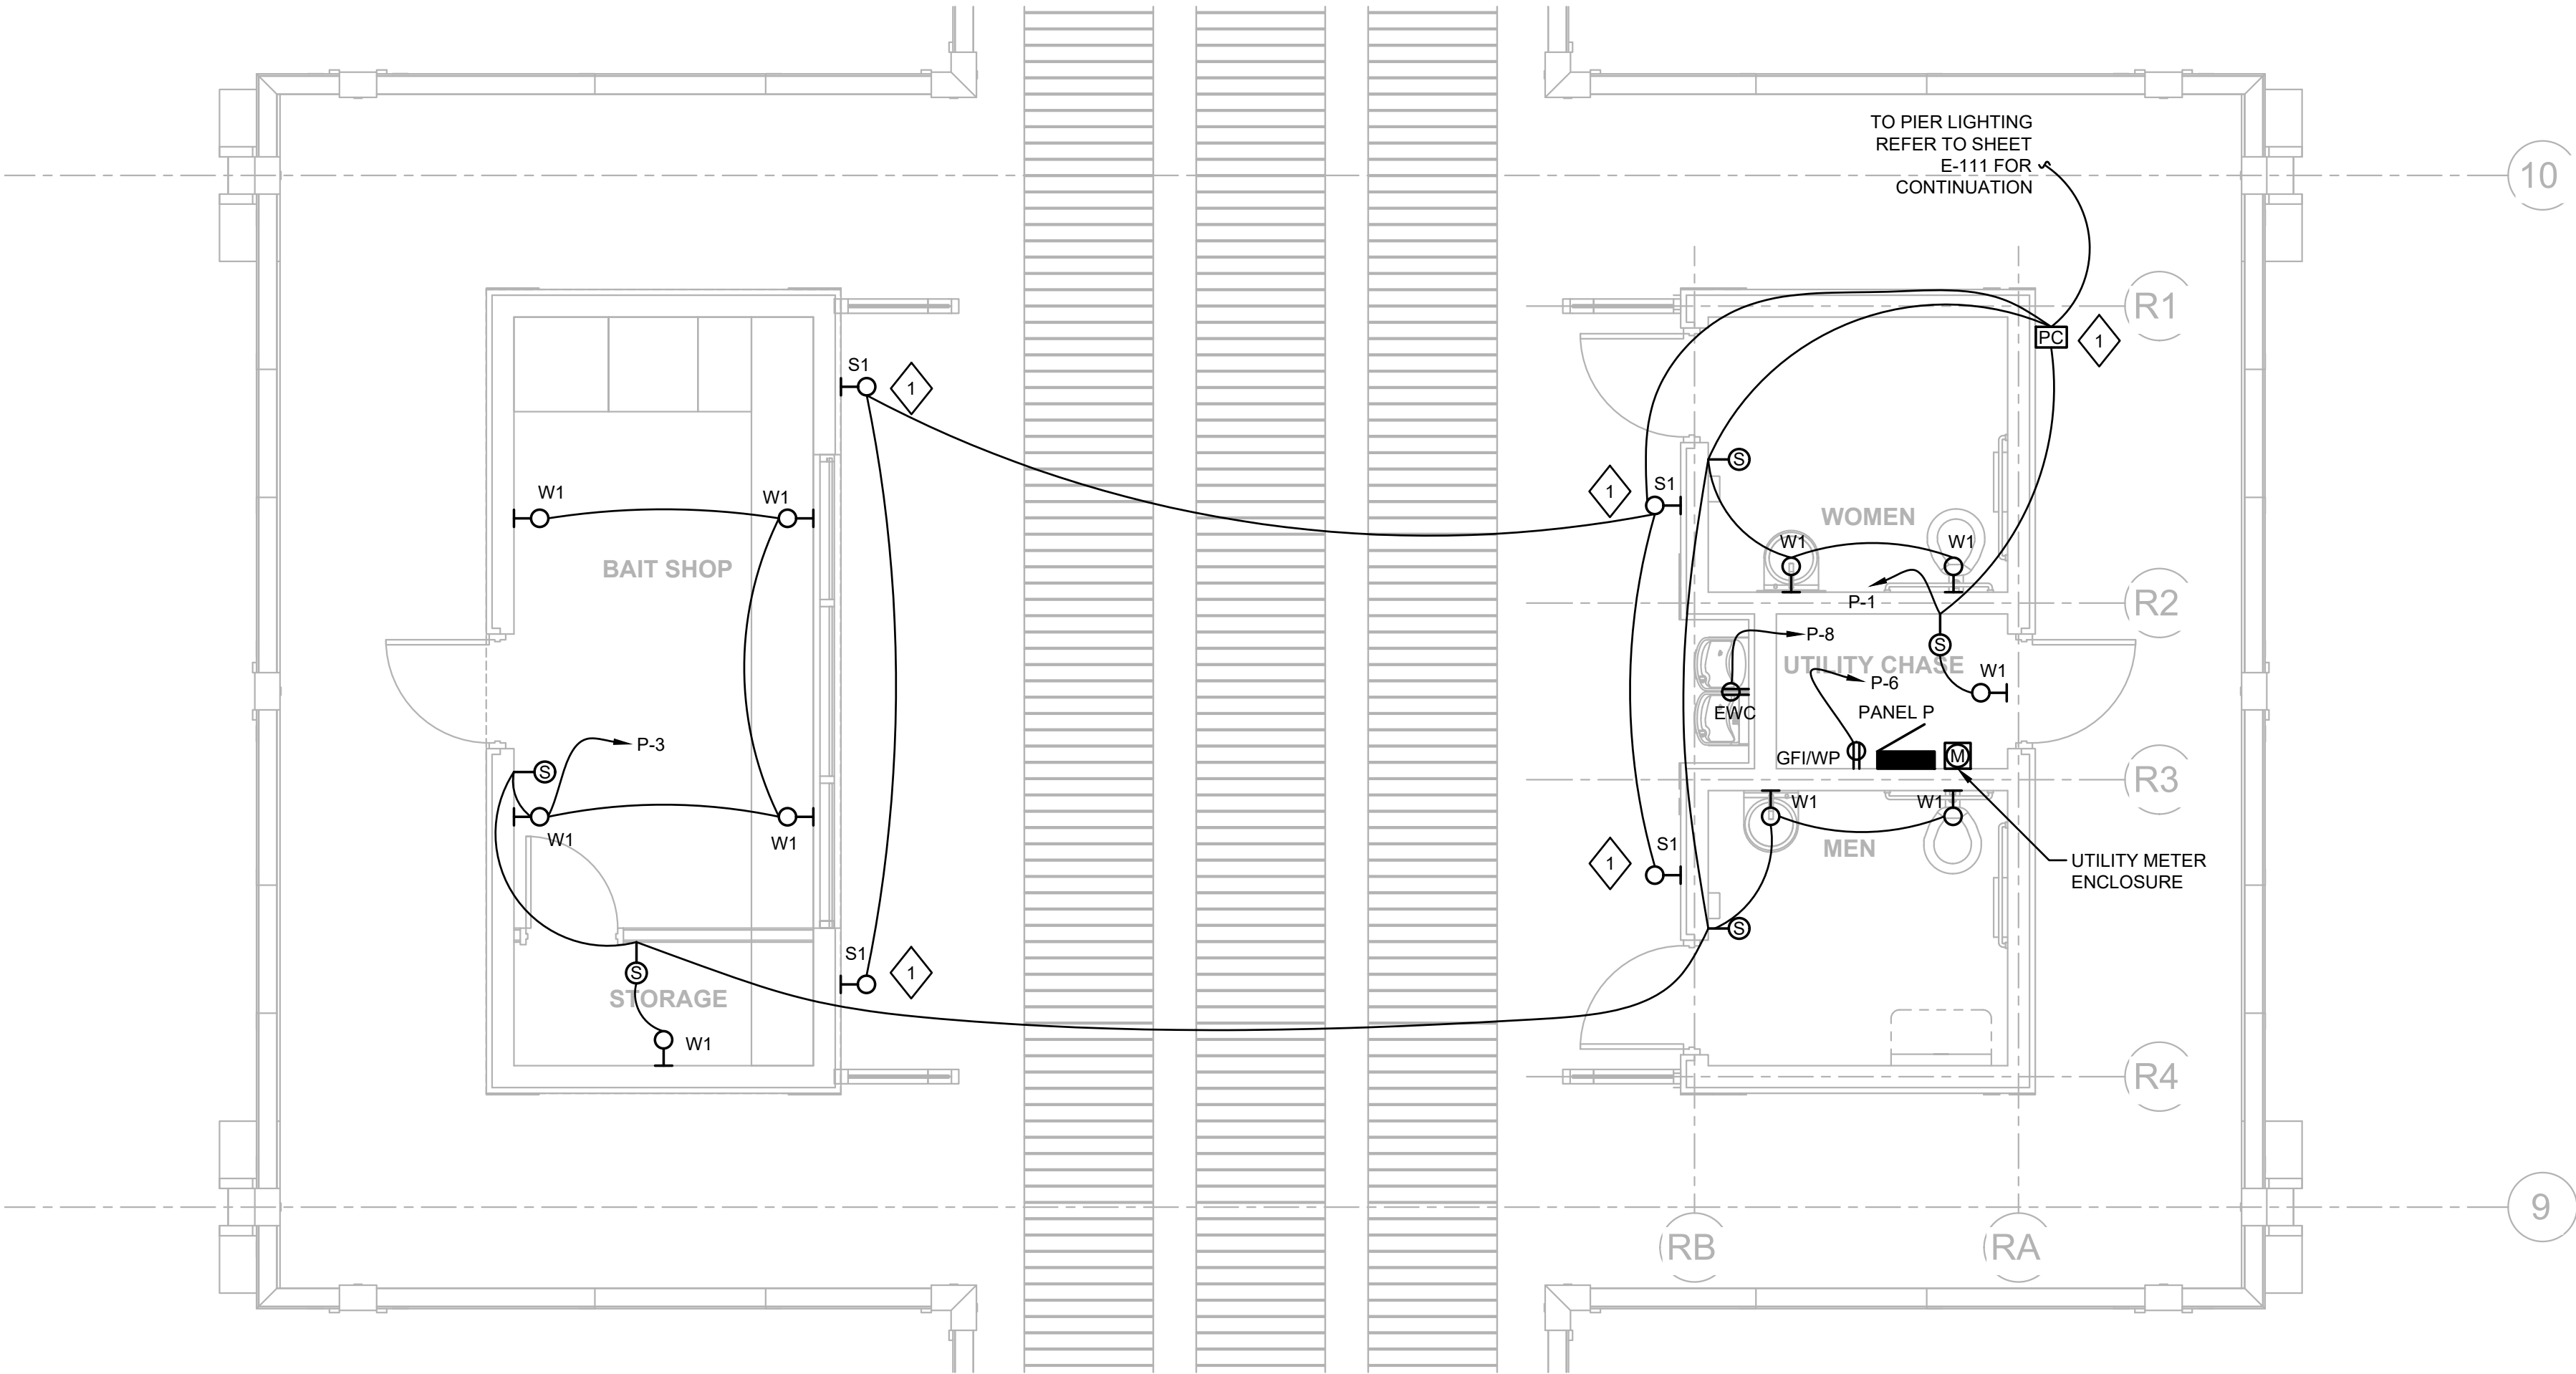 TO PIER LIGHTING
REFER TO SHEET
E-111 FOR
CONTINUATION
10
R1
PC
1
S1
1
S
1
S1
W1
W1
WOMEN
W1
W1
BAIT SHOP
P-1
R2
P-8
S
UTILITY CHASE
W1
P-6
EWC
PANEL P
P-3
GFI/WP
M
S
R3
W1
W1
W1
W1
S1
1
MEN
UTILITY METER
ENCLOSURE
S
S1
1
S
STORAGE
W1
R4
9
RB
RA